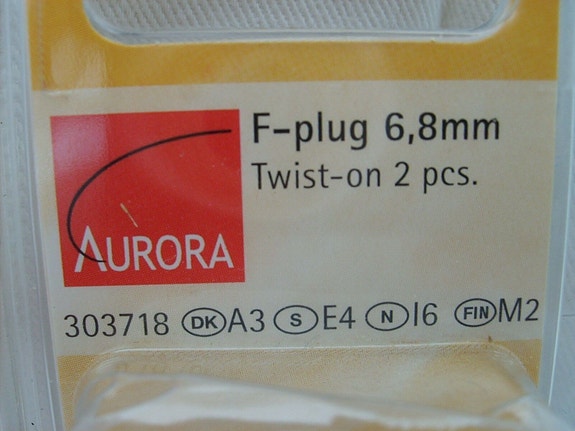 F-plug 6,8mm
Twist-on 2 pcs.
AURORA
303718 DK A3 S E4 N I6 FIN M2